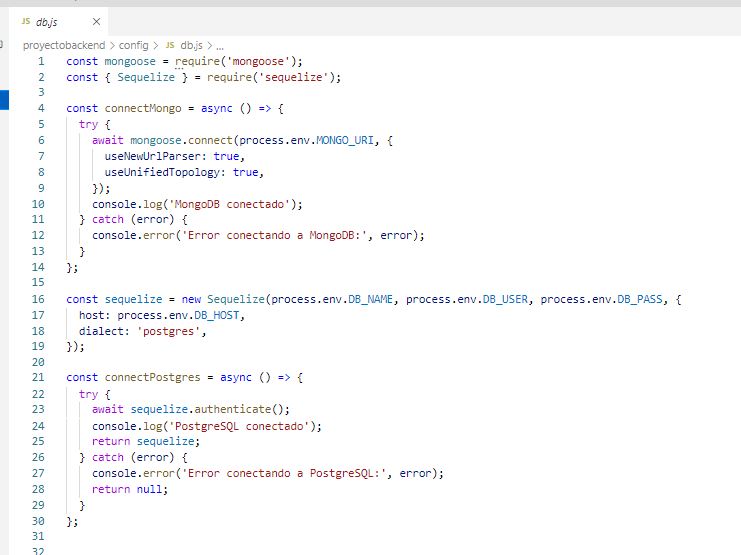 JS db.js ×
proyectobackend > config > JS db.js > ...
1 const mongoose = require('mongoose');
2 const { Sequelize } = require('sequelize');
3
4 const connectMongo = async () => {
5 try {
6 await mongoose.connect(process.env.MONGO_URI, {
7 useNewUrlParser: true,
8 useUnifiedTopology: true,
9 });
10 console.log('MongoDB conectado');
11 } catch (error) {
12 console.error('Error conectando a MongoDB:', error);
13 }
14 };
15
16 const sequelize = new Sequelize(process.env.DB_NAME, process.env.DB_USER, process.env.DB_PASS, {
17 host: process.env.DB_HOST,
18 dialect: 'postgres',
19 });
20
21 const connectPostgres = async () => {
22 try {
23 await sequelize.authenticate();
24 console.log('PostgreSQL conectado');
25 return sequelize;
26 } catch (error) {
27 console.error('Error conectando a PostgreSQL:', error);
28 return null;
29 }
30 };
31
32